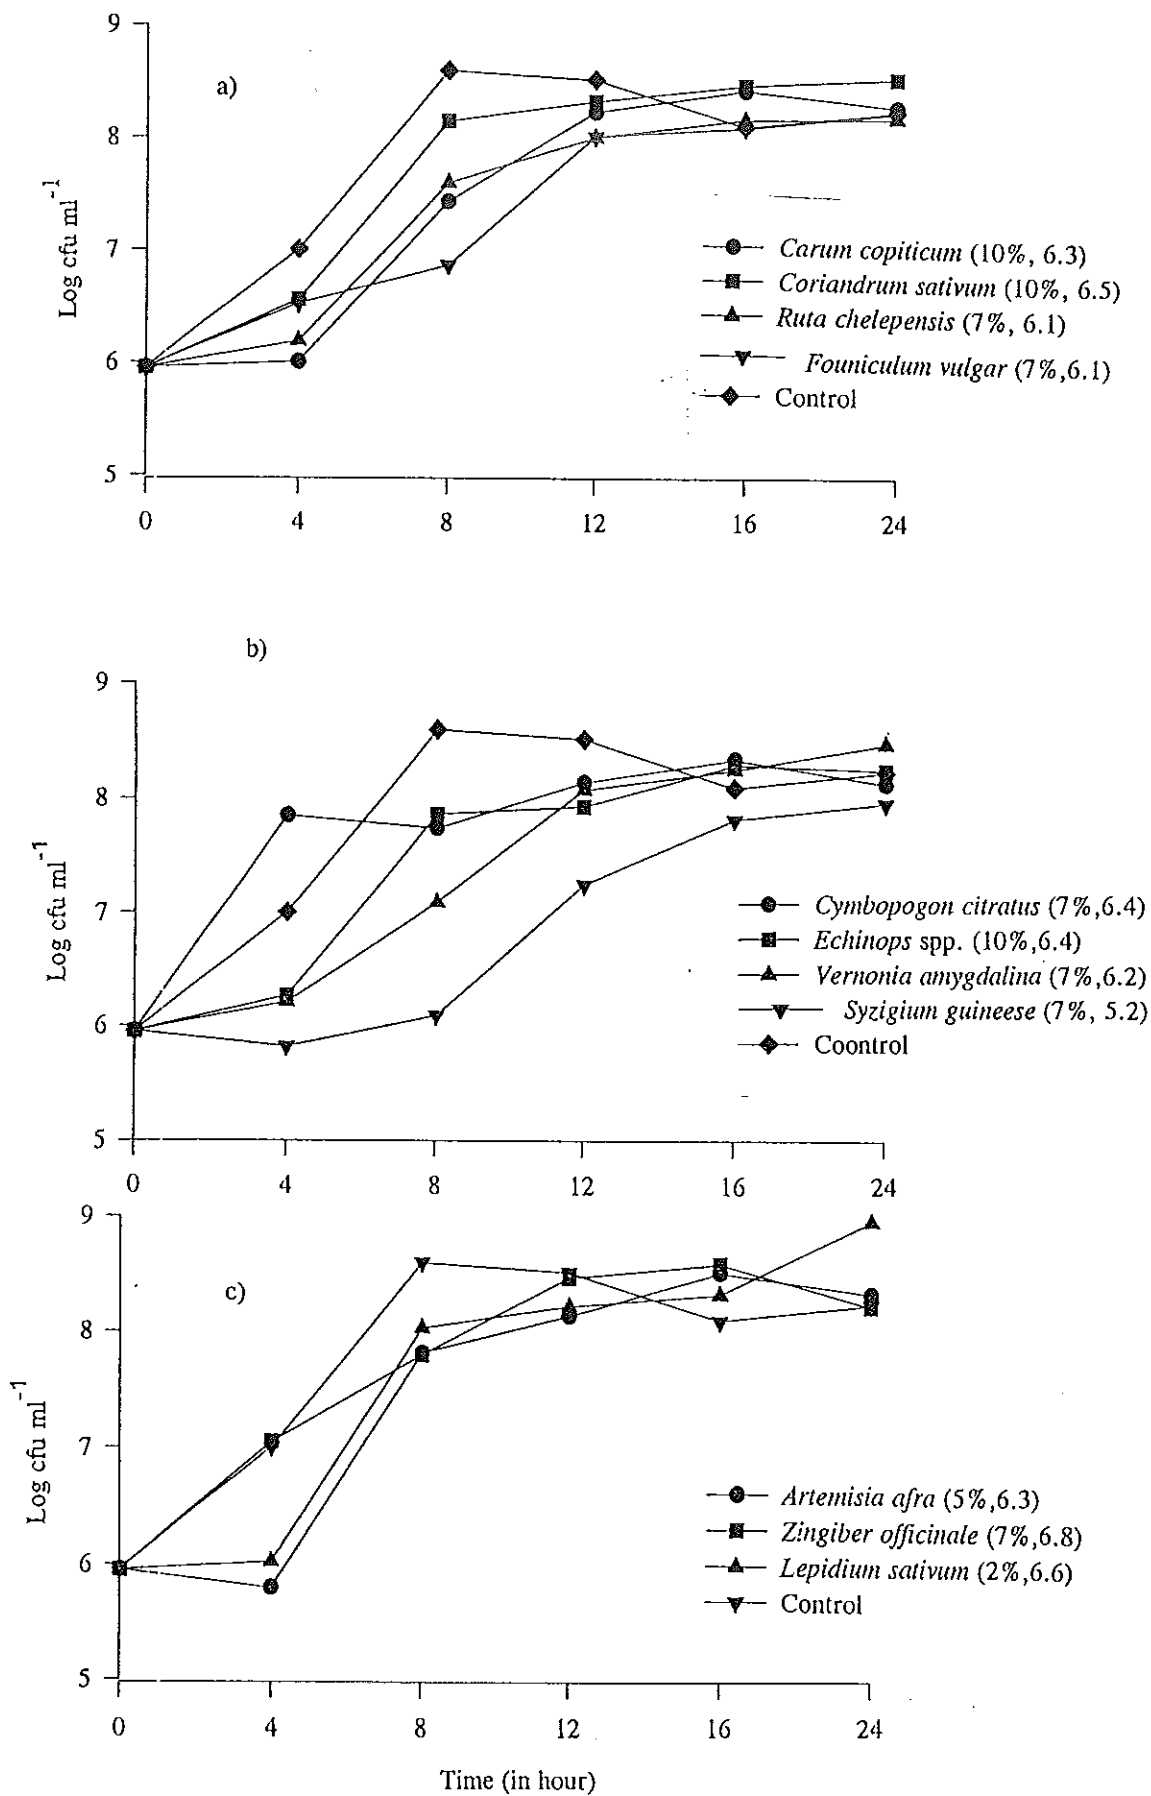 9
a)
8
7
6
5
Log cfu ml⁻¹
Carum copiticum (10%, 6.3)
Coriandrum sativum (10%, 6.5)
Ruta chelepensis (7%, 6.1)
Founiculum vulgar (7%,6.1)
Control
0 4 8 12 16 24
b)
9
8
7
6
5
Log cfu ml⁻¹
Cymbopogon citratus (7%,6.4)
Echinops spp. (10%,6.4)
Vernonia amygdalina (7%,6.2)
Syzigium guineese (7%, 5.2)
Coontrol
0 4 8 12 16 24
9
c)
8
7
6
5
Log cfu ml⁻¹
Artemisia afra (5%,6.3)
Zingiber officinale (7%,6.8)
Lepidium sativum (2%,6.6)
Control
0 4 8 12 16 24
Time (in hour)